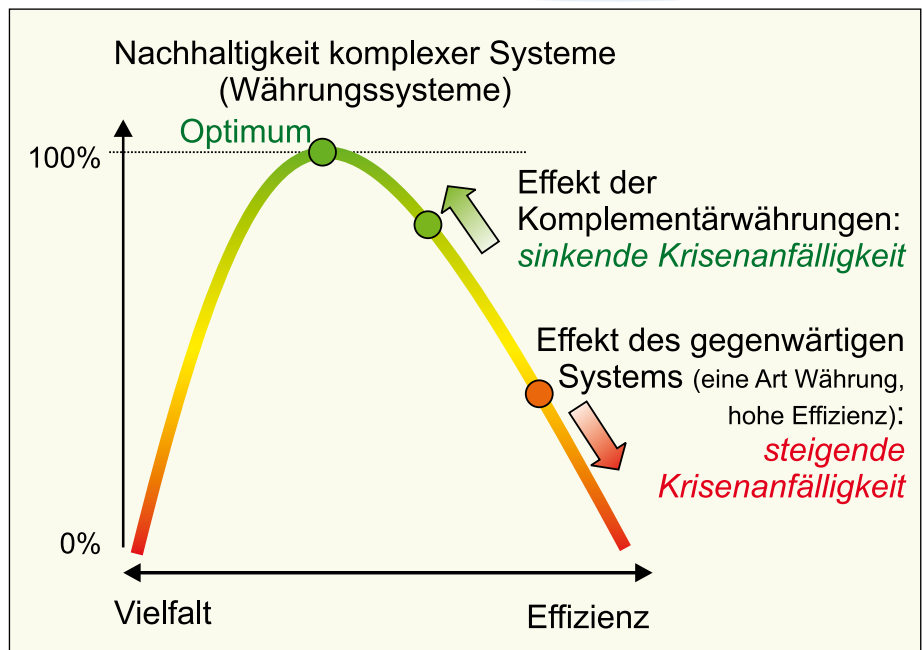 Nachhaltigkeit komplexer Systeme
(Währungssysteme)
Optimum
100%
Effekt der
Komplementärwährungen:
sinkende Krisenanfälligkeit
Effekt des gegenwärtigen
Systems (eine Art Währung,
hohe Effizienz):
steigende
Krisenanfälligkeit
0%
Vielfalt
Effizienz